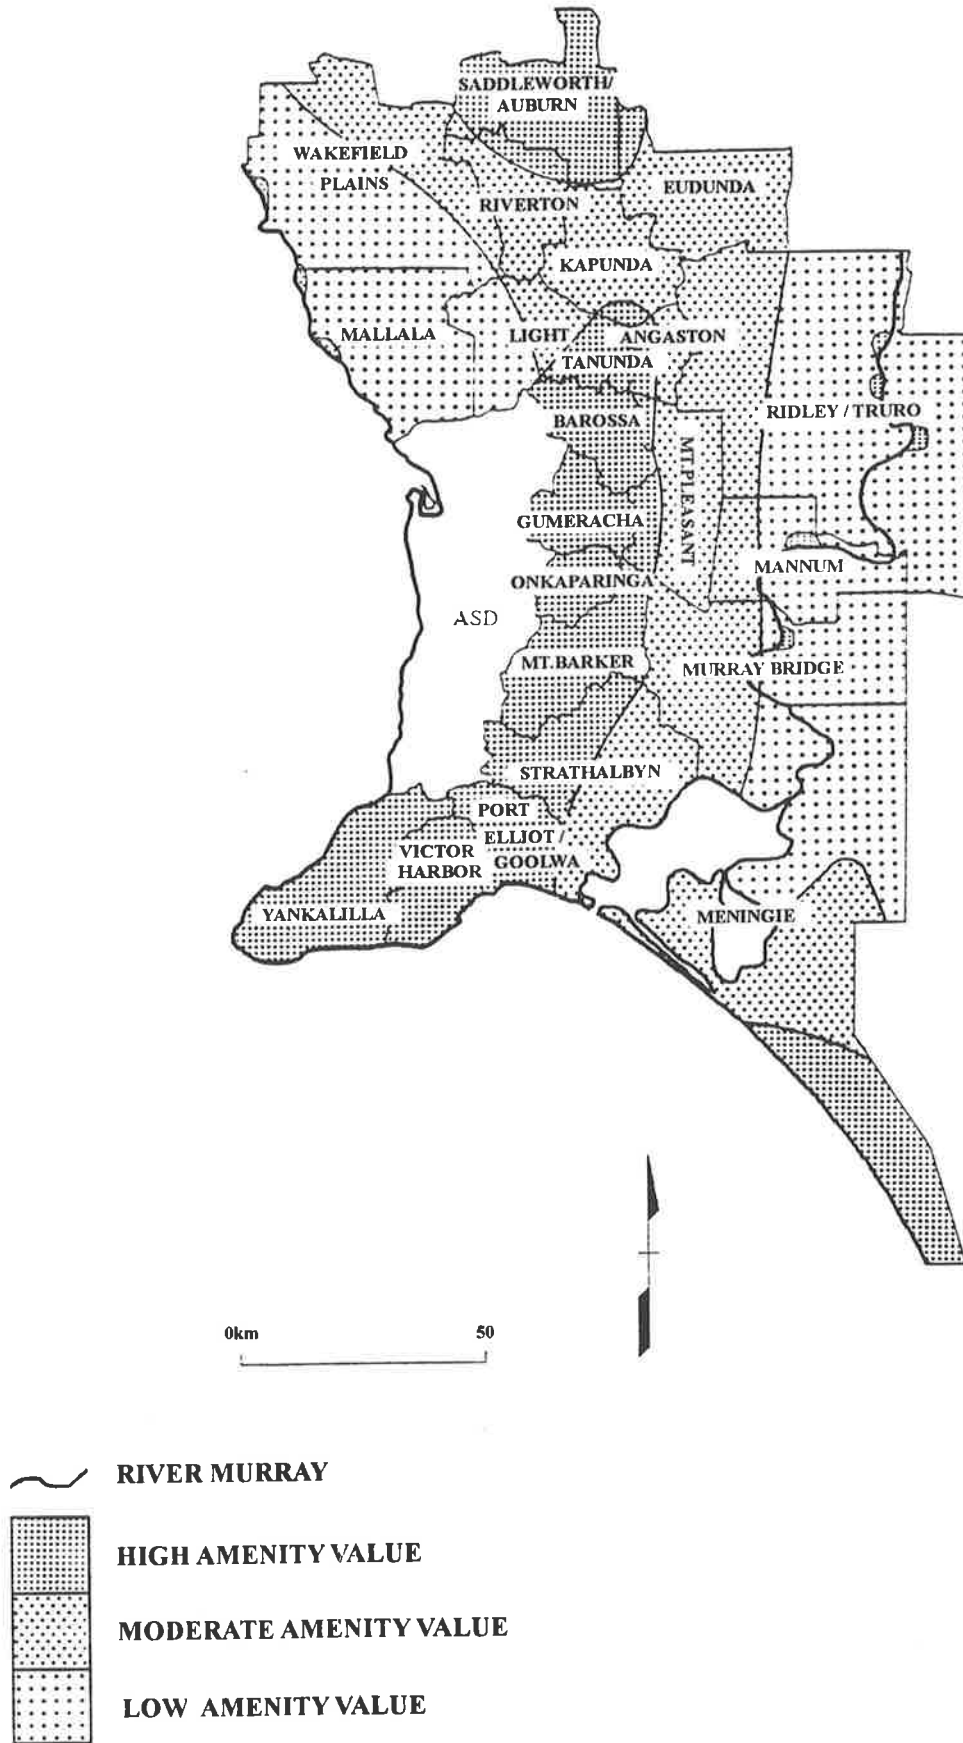 SADDLEWORTH/
AUBURN
WAKEFIELD
PLAINS
EUDUNDA
RIVERTON
KAPUNDA
MALLALA
LIGHT
ANGASTON
TANUNDA
RIDLEY / TRURO
BAROSSA
MT.PLEASANT
GUMERACHA
MANNUM
ONKAPARINGA
ASD
MT.BARKER
MURRAY BRIDGE
STRATHALBYN
PORT
ELLIOT /
GOOLWA
VICTOR
HARBOR
YANKALILLA
MENINGIE
0km 50
RIVER MURRAY
HIGH AMENITY VALUE
MODERATE AMENITY VALUE
LOW AMENITY VALUE